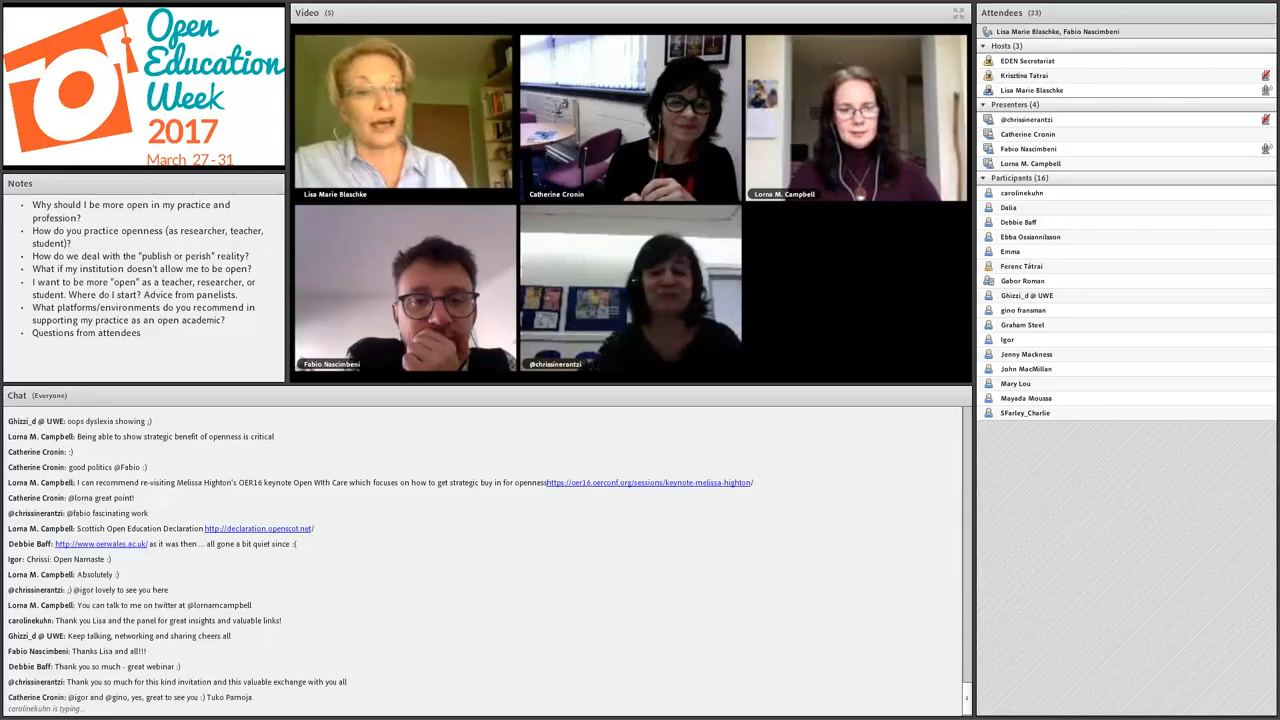 Open
Education
Week
2017
March 27-31
Notes
Why should I be more open in my practice and
profession?
How do you practice openness (as researcher, teacher,
student)?
How do we deal with the "publish or perish" reality?
What if my institution doesn't allow me to be open?
I want to be more "open" as a teacher, researcher, or
student. Where do I start? Advice from panelists.
What platforms/environments do you recommend in
supporting my practice as an open academic?
Questions from attendees
Video (5)
Lisa Marie Blaschke
Catherine Cronin
Lorna M. Campbell
Fabio Nascimbeni
@chrissinerantzi
Chat (Everyone)
Ghizzi_d @ UWE: oops dyslexia showing ;)
Lorna M. Campbell: Being able to show strategic benefit of openness is critical
Catherine Cronin: :)
Catherine Cronin: good politics @Fabio :)
Lorna M. Campbell: I can recommend re-visiting Melissa Highton's OER16 keynote Open WIth Care which focuses on how to get strategic buy in for opennesshttps://oer16.oerconf.org/sessions/keynote-melissa-highton/
Catherine Cronin: @lorna great point!
@chrissinerantzi: @fabio fascinating work
Lorna M. Campbell: Scottish Open Education Declaration http://declaration.openscot.net/
Debbie Baff: http://www.oerwales.ac.uk/ as it was then ... all gone a bit quiet since :(
Igor: Chrissi: Open Namaste :)
Lorna M. Campbell: Absolutely :)
@chrissinerantzi: ;) @igor lovely to see you here
Lorna M. Campbell: You can talk to me on twitter at @lornamcampbell
carolinekuhn: Thank you Lisa and the panel for great insights and valuable links!
Ghizzi_d @ UWE: Keep talking, networking and sharing cheers all
Fabio Nascimbeni: Thanks Lisa and all!!!
Debbie Baff: Thank you so much - great webinar :)
@chrissinerantzi: Thank you so much for this kind invitation and this valuable exchange with you all
Catherine Cronin: @igor and @gino, yes, great to see you :) Tuko Pamoja.
carolinekuhn is typing...
Attendees (23)
Lisa Marie Blaschke, Fabio Nascimbeni
Hosts (3)
EDEN Secretariat
Krisztina Tatrai
Lisa Marie Blaschke
Presenters (4)
@chrissinerantzi
Catherine Cronin
Fabio Nascimbeni
Lorna M. Campbell
Participants (16)
carolinekuhn
Dalia
Debbie Baff
Ebba Ossiannilsson
Emma
Ferenc Tátrai
Gabor Roman
Ghizzi_d @ UWE
gino fransman
Graham Steel
Igor
Jenny Mackness
John MacMillan
Mary Lou
Mayada Moussa
SFarley_Charlie